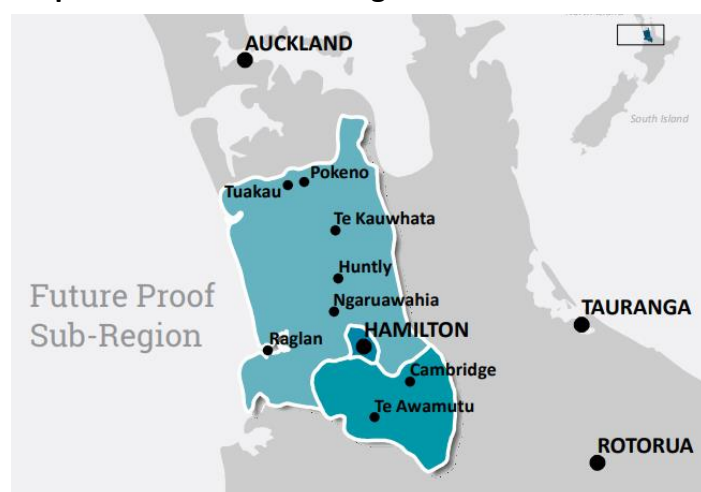 AUCKLAND
South Island
Pokeno
Tuakau
Te Kauwhata
Huntly
Future Proof
Sub-Region
Ngaruawahia
TAURANGA
HAMILTON
Raglan
Cambridge
Te Awamutu
ROTORUA